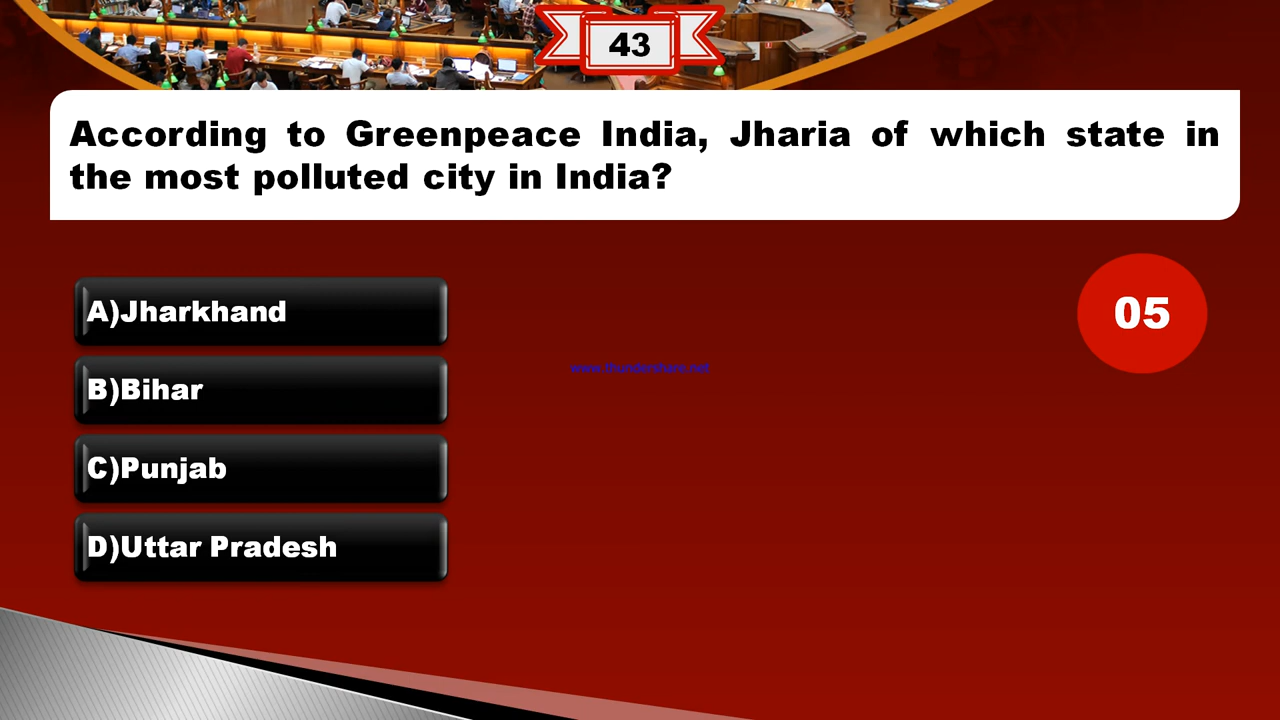 43
According to Greenpeace India, Jharia of which state in
the most polluted city in India?
A)Jharkhand
05
B)Bihar
www.thundershare.net
C)Punjab
D)Uttar Pradesh